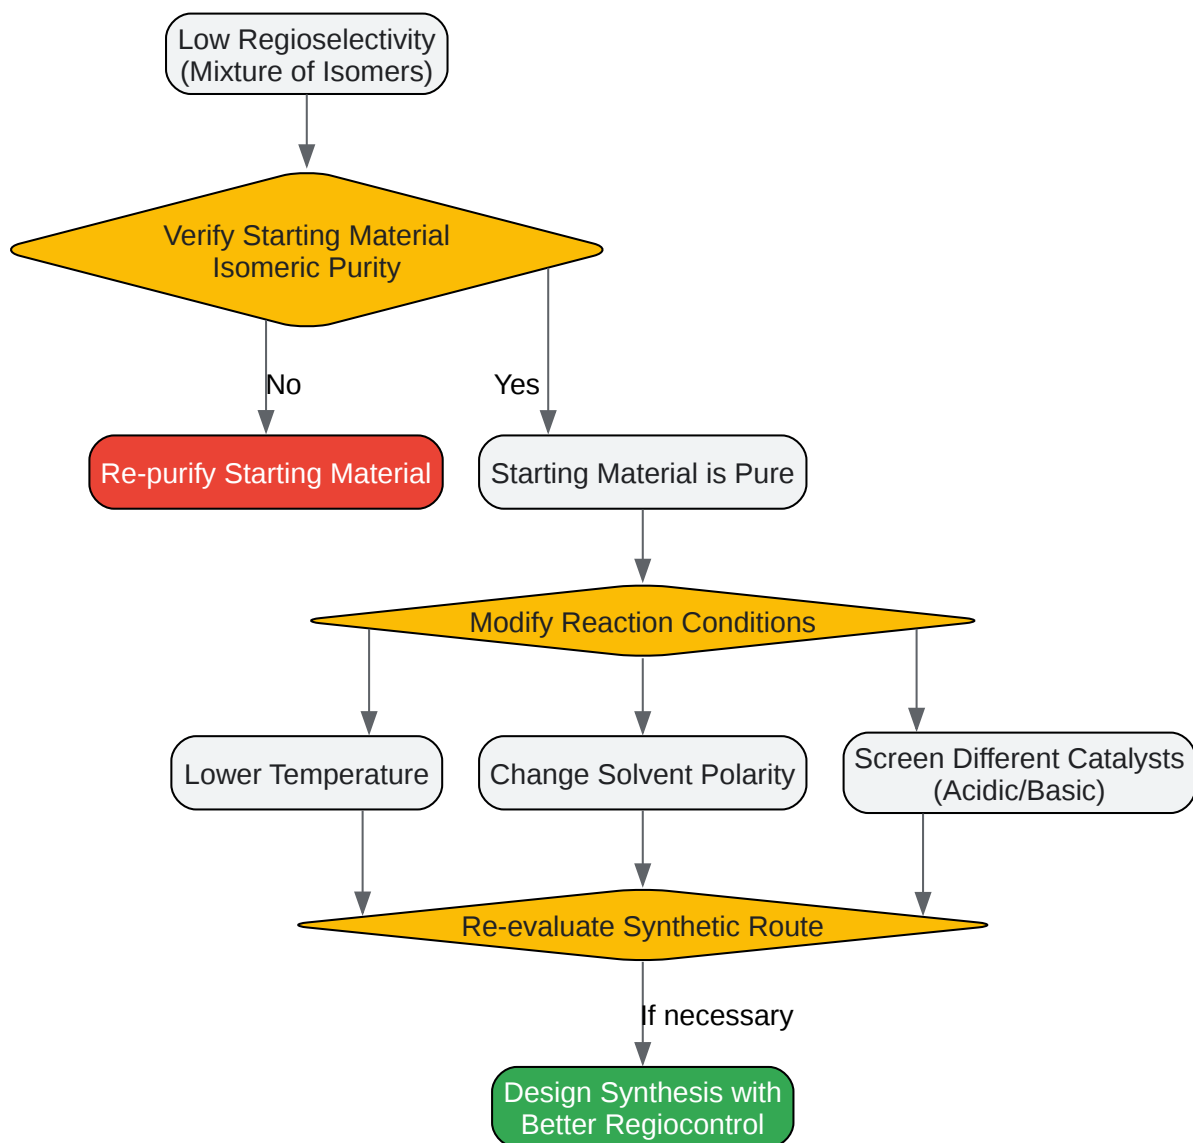 Low Regioselectivity
(Mixture of Isomers)
Verify Starting Material
Isomeric Purity
No
Yes
Re-purify Starting Material
Starting Material is Pure
Modify Reaction Conditions
Lower Temperature
Change Solvent Polarity
Screen Different Catalysts
(Acidic/Basic)
Re-evaluate Synthetic Route
If necessary
Design Synthesis with
Better Regiocontrol